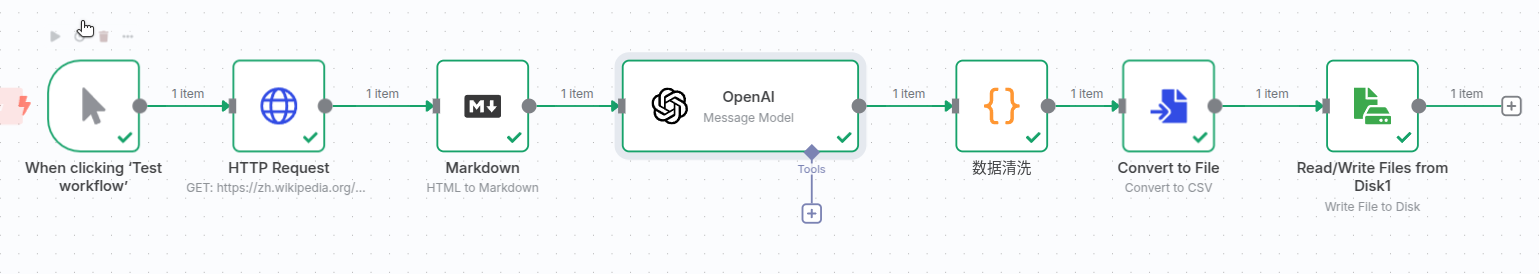 1 item
1 item
1 item
1 item
1 item
1 item
1 item
OpenAI
Message Model
Tools
When clicking ‘Test
workflow’
HTTP Request
GET: https://zh.wikipedia.org/...
Markdown
HTML to Markdown
数据清洗
Convert to File
Convert to CSV
Read/Write Files from
Disk1
Write File to Disk